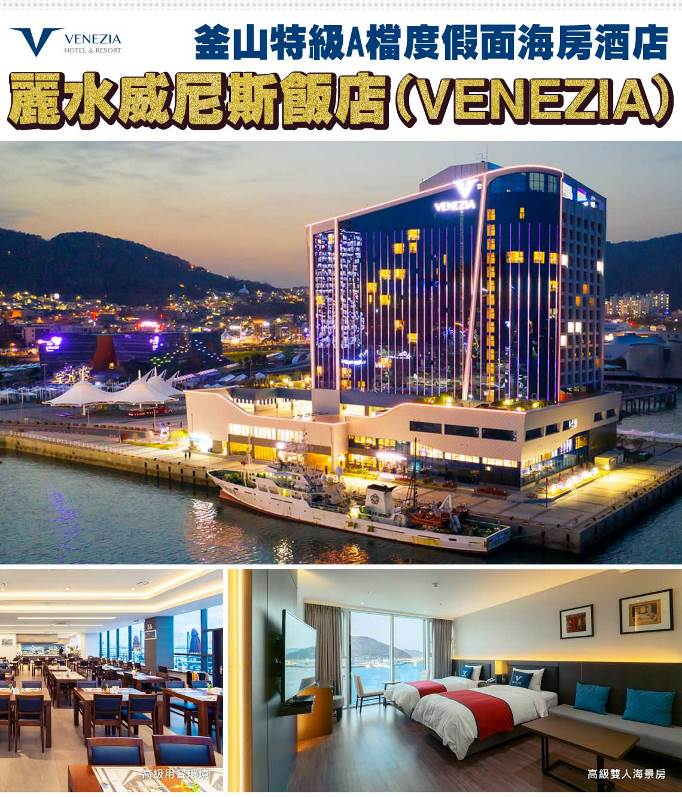 VENEZIA
HOTEL & RESORT
釜山特級A檔度假面海房酒店
麗水威尼斯飯店(VENEZIA)
VENEZIA
高級用餐環境
高級雙人海景房